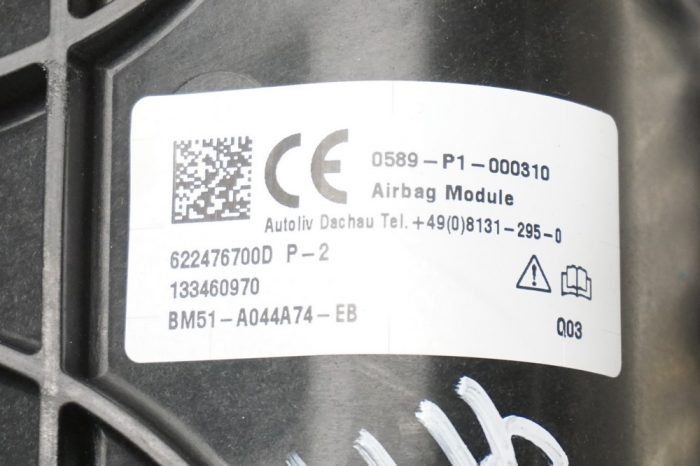 CE 0589-P1-000310
Airbag Module
Autoliv Dachau Tel. +49(0)8131-295-0
622476700D P-2
133460970
BM51-A044A74-EB
Q03